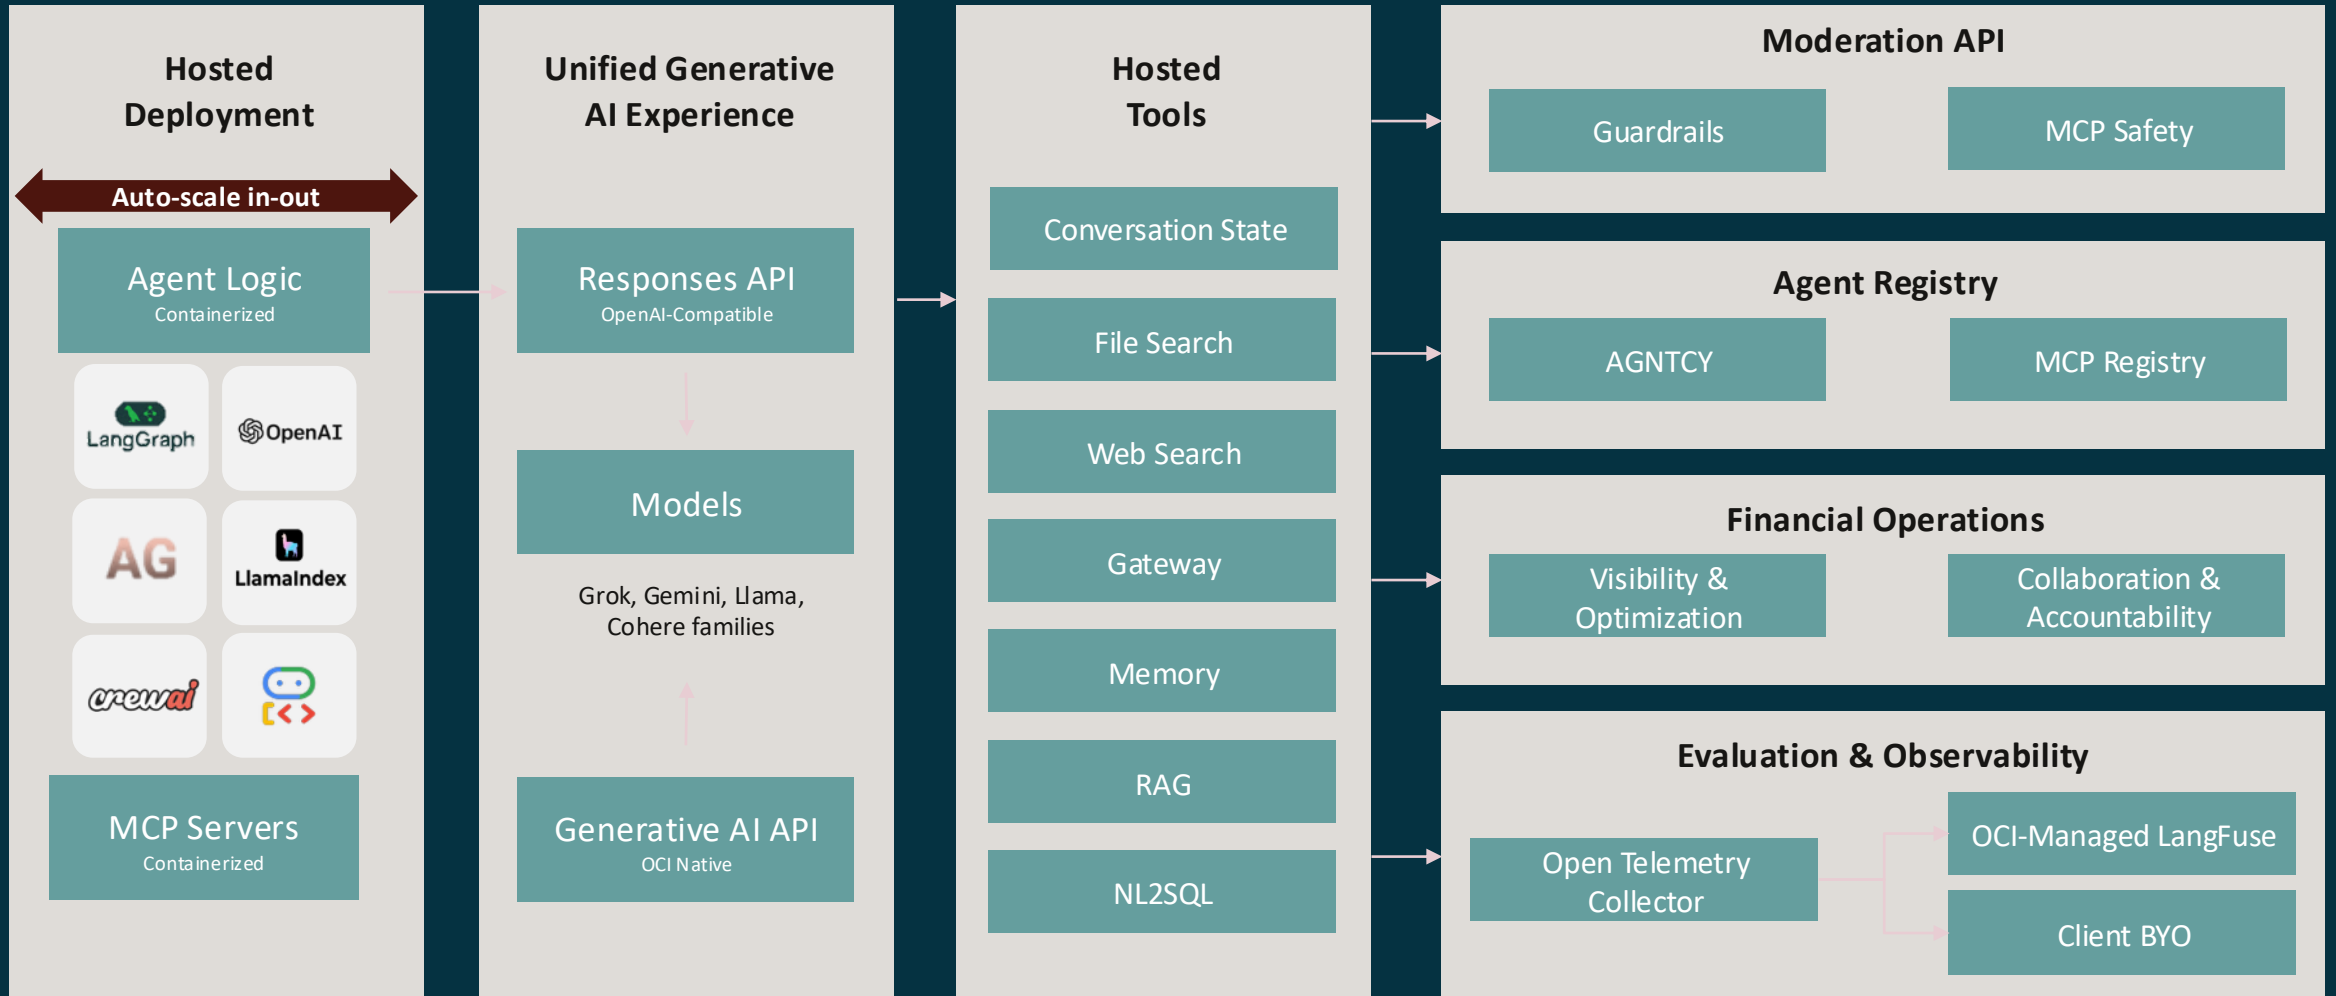 Hosted
Deployment
Auto-scale in-out
Agent Logic
Containerized
LangGraph
OpenAI
AG
LlamaIndex
crewai
MCP Servers
Containerized
Unified Generative
AI Experience
Responses API
OpenAI-Compatible
Models
Grok, Gemini, Llama,
Cohere families
Generative AI API
OCI Native
Hosted
Tools
Conversation State
File Search
Web Search
Gateway
Memory
RAG
NL2SQL
Moderation API
Guardrails
MCP Safety
Agent Registry
AGNTCY
MCP Registry
Financial Operations
Visibility &
Optimization
Collaboration &
Accountability
Evaluation & Observability
Open Telemetry
Collector
OCI-Managed LangFuse
Client BYO